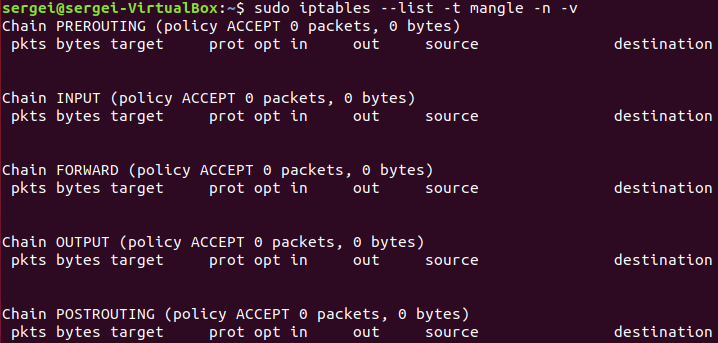 sergei@sergei-VirtualBox:~$ sudo iptables --list -t mangle -n -v
Chain PREROUTING (policy ACCEPT 0 packets, 0 bytes)
 pkts bytes target     prot opt in     out     source               destination
Chain INPUT (policy ACCEPT 0 packets, 0 bytes)
 pkts bytes target     prot opt in     out     source               destination
Chain FORWARD (policy ACCEPT 0 packets, 0 bytes)
 pkts bytes target     prot opt in     out     source               destination
Chain OUTPUT (policy ACCEPT 0 packets, 0 bytes)
 pkts bytes target     prot opt in     out     source               destination
Chain POSTROUTING (policy ACCEPT 0 packets, 0 bytes)
 pkts bytes target     prot opt in     out     source               destination